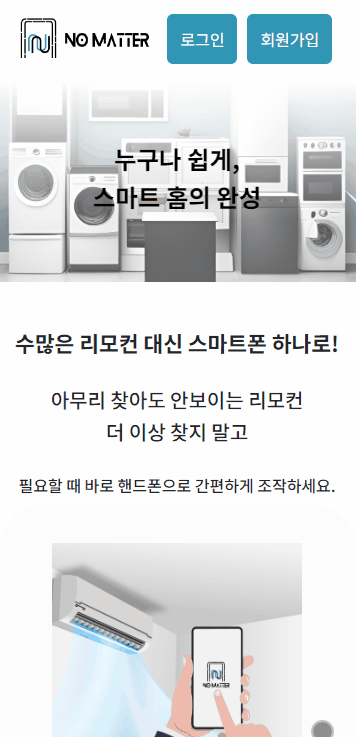 NO MATTER
로그인
회원가입
누구나 쉽게,
스마트 홈의 완성
수많은 리모컨 대신 스마트폰 하나로!
아무리 찾아도 안보이는 리모컨
더 이상 찾지 말고
필요할 때 바로 핸드폰으로 간편하게 조작하세요.
NO MATTER